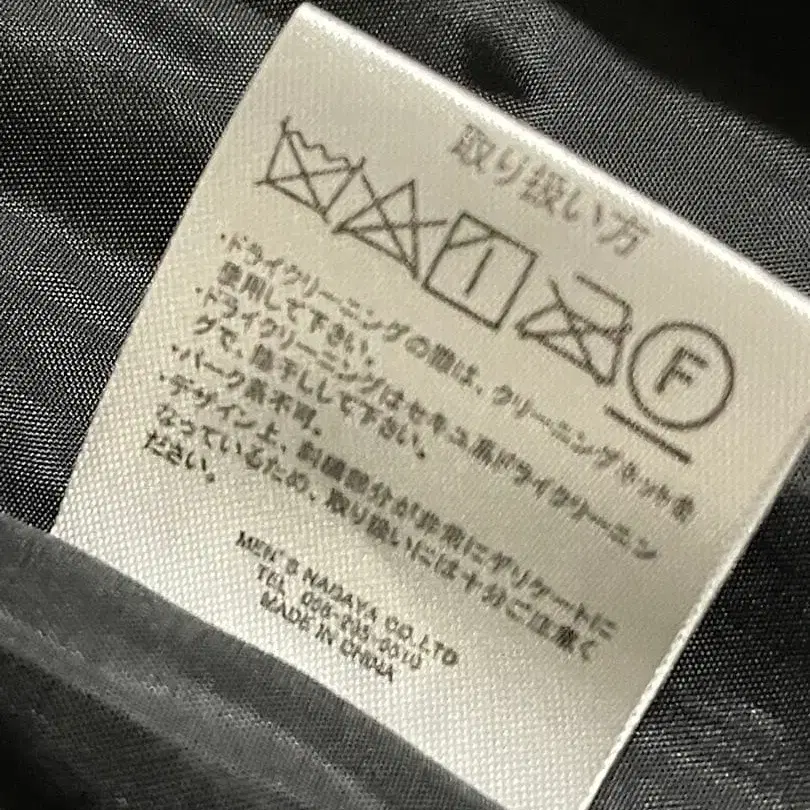 取り扱い方
F
・ドライクリーニングの際は、クリーニングネットを
使用して下さい。
・ドライクリーニングはセキユ系ドライクリーニン
グで、陰干しして下さい。
・パーク系不可。
・デザイン上、刺繍部分が非常にデリケートに
なっているため、取り扱いには十分ご注意く
ださい。
MEN'S NAGAYA CO.LTD
TEL
MADE IN CHINA